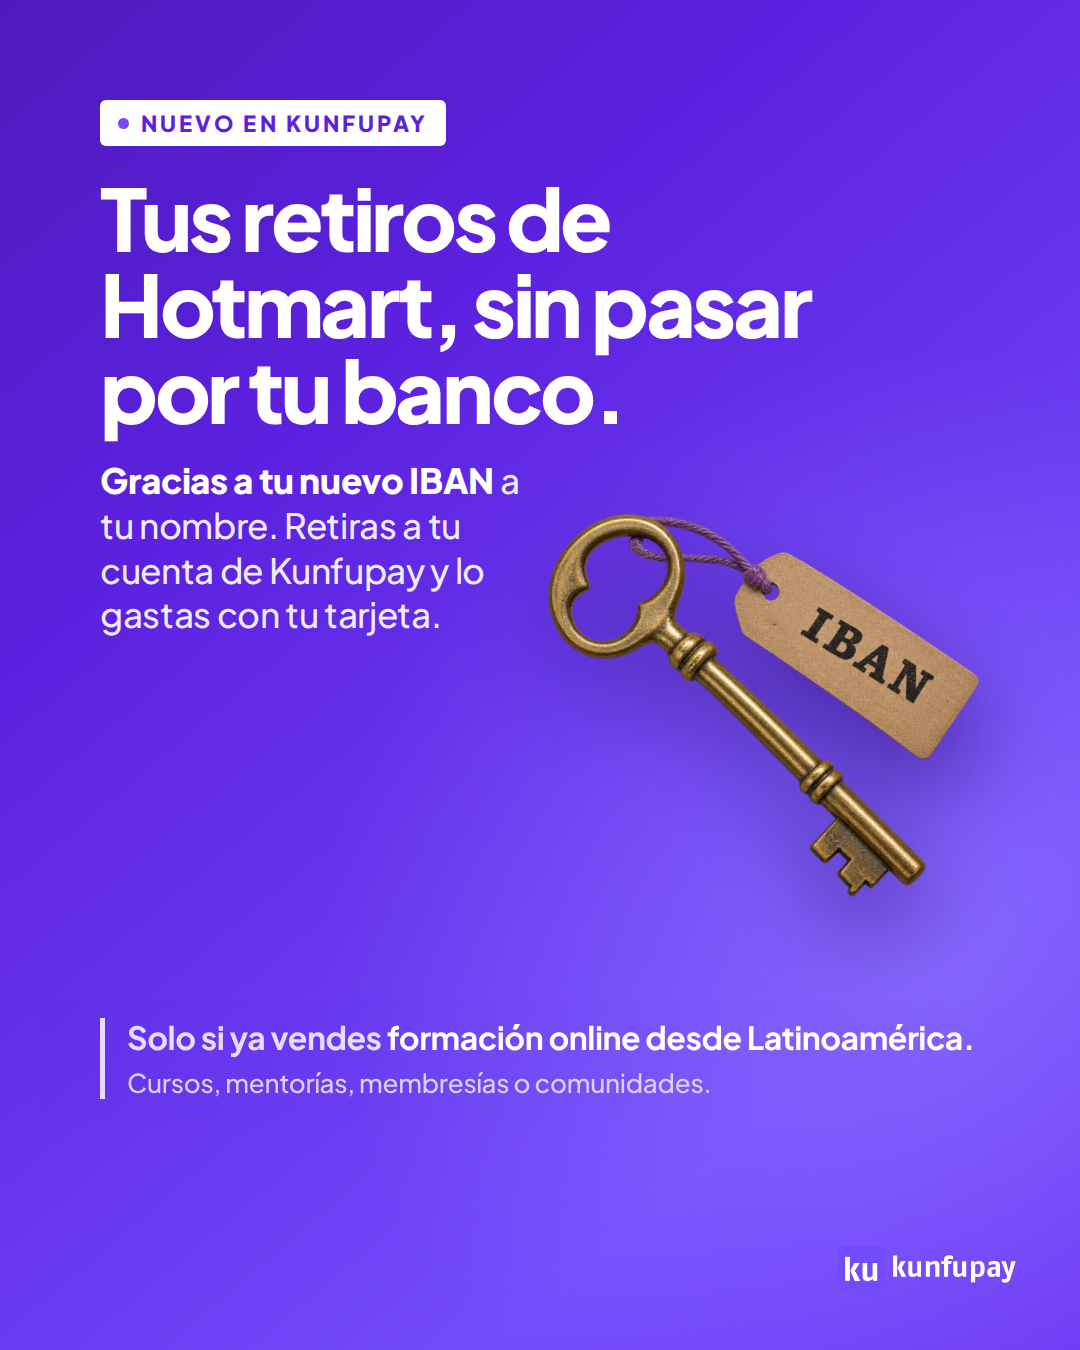 NUEVO EN KUNFUPAY
Tus retiros de
Hotmart, sin pasar
por tu banco.
Gracias a tu nuevo IBAN a
tu nombre. Retiras a tu
cuenta de Kunfupay y lo
gastas con tu tarjeta.
IBAN
Solo si ya vendes formación online desde Latinoamérica.
Cursos, mentorías, membresías o comunidades.
ku kunfupay